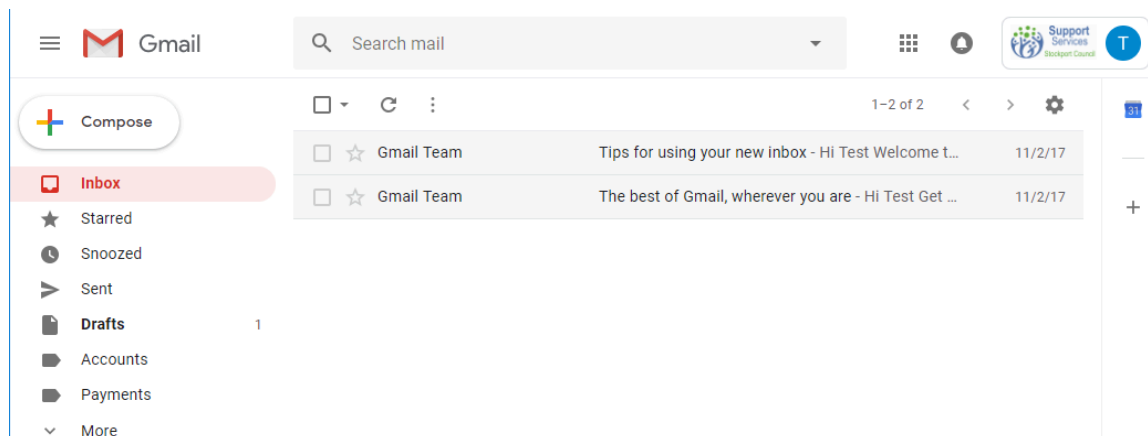 Gmail
Search mail
Support
Services
Stockport Council
T
Compose
1–2 of 2
31
Gmail Team Tips for using your new inbox - Hi Test Welcome t... 11/2/17
Gmail Team The best of Gmail, wherever you are - Hi Test Get ... 11/2/17
Inbox
Starred
Snoozed
Sent
Drafts 1
Accounts
Payments
More